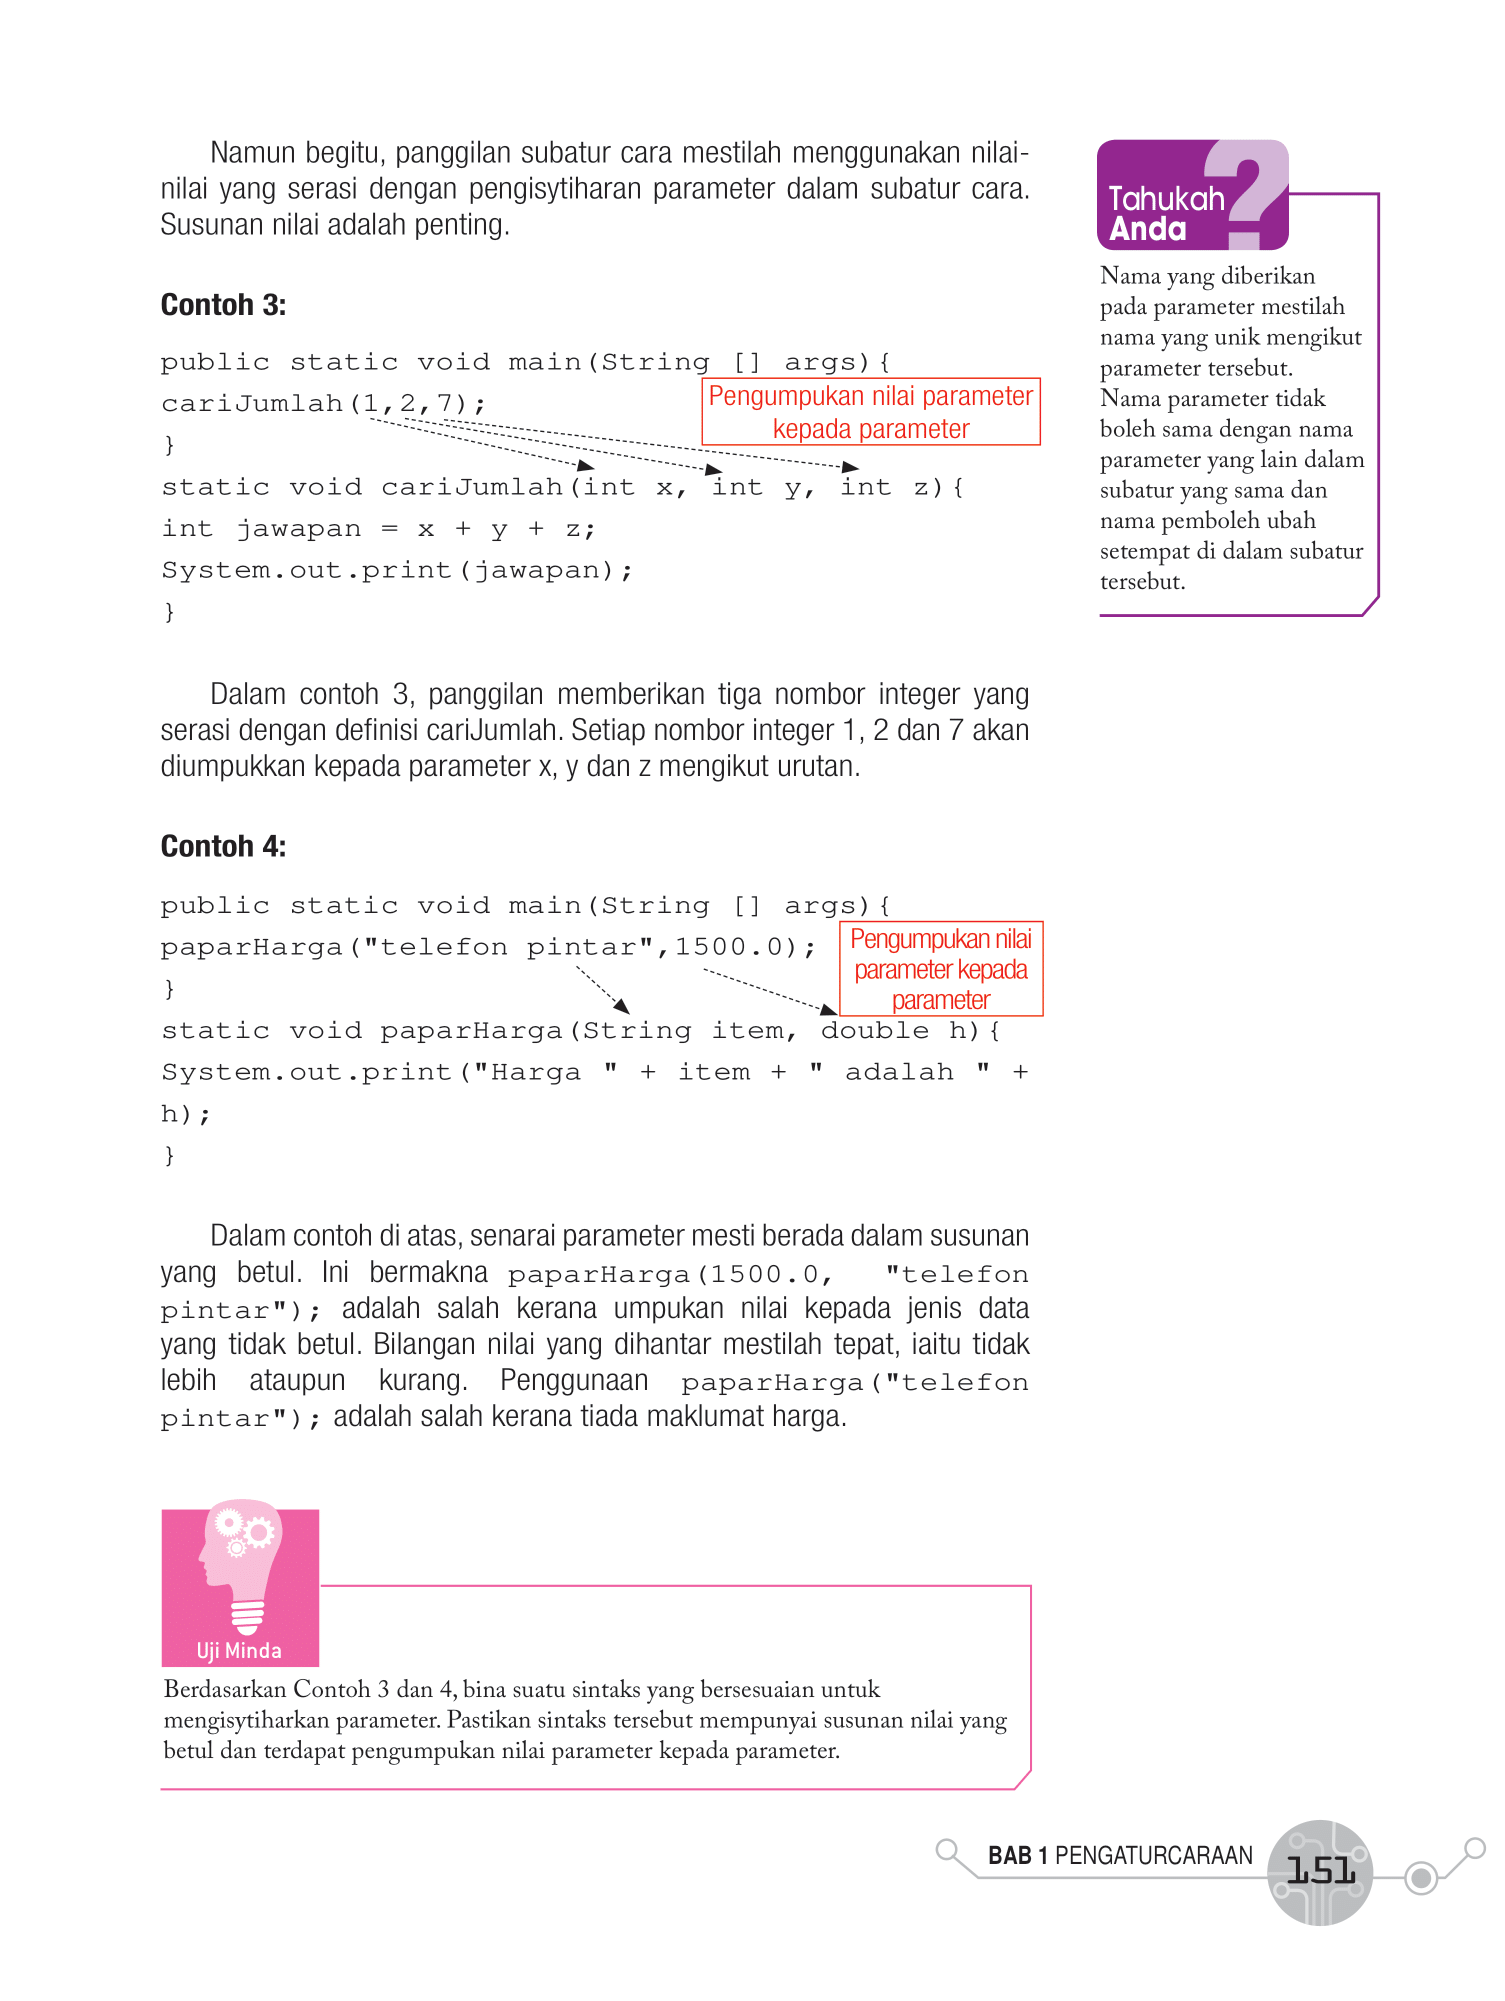 Namun begitu, panggilan subatur cara mestilah menggunakan nilai-
nilai yang serasi dengan pengisytiharan parameter dalam subatur cara.
Susunan nilai adalah penting.
Contoh 3:
public static void main(String [] args){
cariJumlah(1,2,7);
}
Pengumpukan nilai parameter
kepada parameter
static void cariJumlah(int x, int y, int z){
int jawapan = x + y + z;
System.out.print(jawapan);
}
Dalam contoh 3, panggilan memberikan tiga nombor integer yang
serasi dengan definisi cariJumlah. Setiap nombor integer 1, 2 dan 7 akan
diumpukkan kepada parameter x, y dan z mengikut urutan.
Contoh 4:
public static void main(String [] args){
paparHarga("telefon pintar",1500.0);
}
Pengumpukan nilai
parameter kepada
parameter
static void paparHarga(String item, double h){
System.out.print("Harga " + item + " adalah " +
h);
}
Dalam contoh di atas, senarai parameter mesti berada dalam susunan
yang betul. Ini bermakna paparHarga(1500.0, "telefon
pintar"); adalah salah kerana umpukan nilai kepada jenis data
yang tidak betul. Bilangan nilai yang dihantar mestilah tepat, iaitu tidak
lebih ataupun kurang. Penggunaan paparHarga("telefon
pintar"); adalah salah kerana tiada maklumat harga.
Tahukah
Anda
?
Nama yang diberikan
pada parameter mestilah
nama yang unik mengikut
parameter tersebut.
Nama parameter tidak
boleh sama dengan nama
parameter yang lain dalam
subatur yang sama dan
nama pemboleh ubah
setempat di dalam subatur
tersebut.
Uji Minda
Berdasarkan Contoh 3 dan 4, bina suatu sintaks yang bersesuaian untuk
mengisytiharkan parameter. Pastikan sintaks tersebut mempunyai susunan nilai yang
betul dan terdapat pengumpukan nilai parameter kepada parameter.
BAB 1 PENGATURCARAAN
151